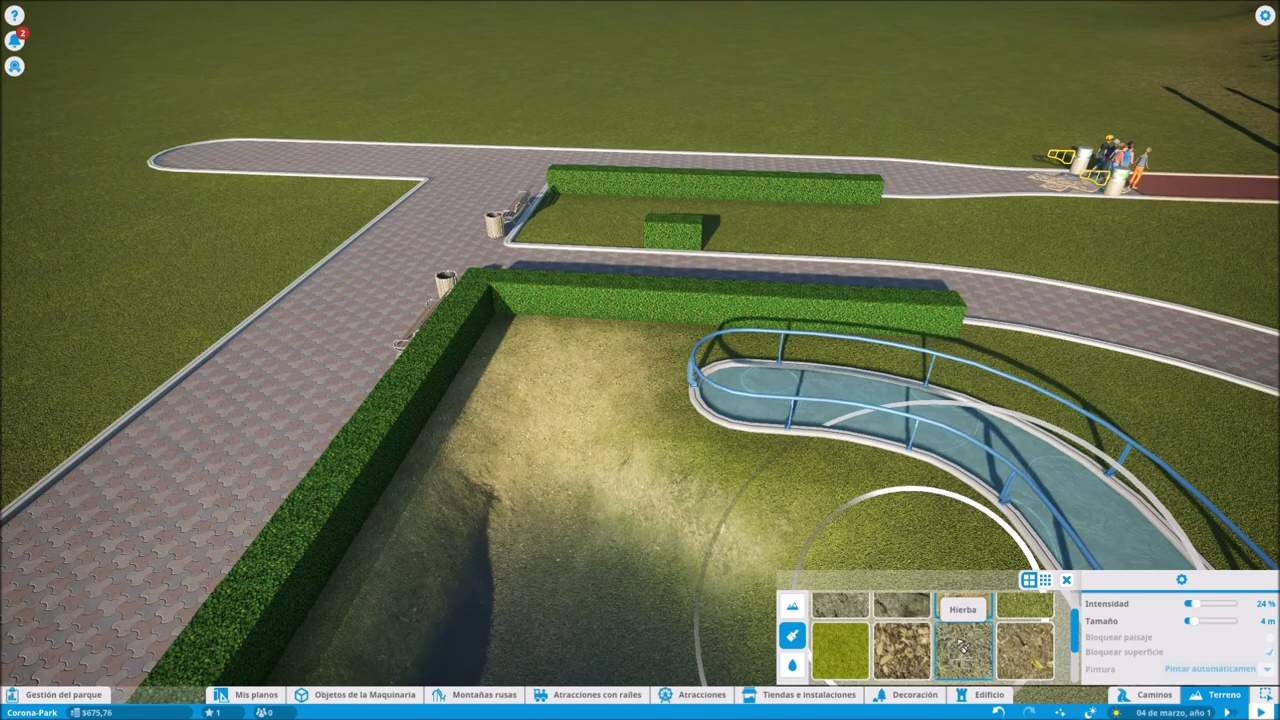 ?
2
Hierba
Intensidad 24 %
Tamaño 4 m
Bloquear paisaje
Bloquear superficie
Pintura Pintar automáticamen
Gestión del parque Mis planos Objetos de la Maquinaria Montañas rusas Atracciones con raíles Atracciones Tiendas e instalaciones Decoración Edificio Caminos Terreno
Corona-Park $675,76 1 0 04 de marzo, año 1